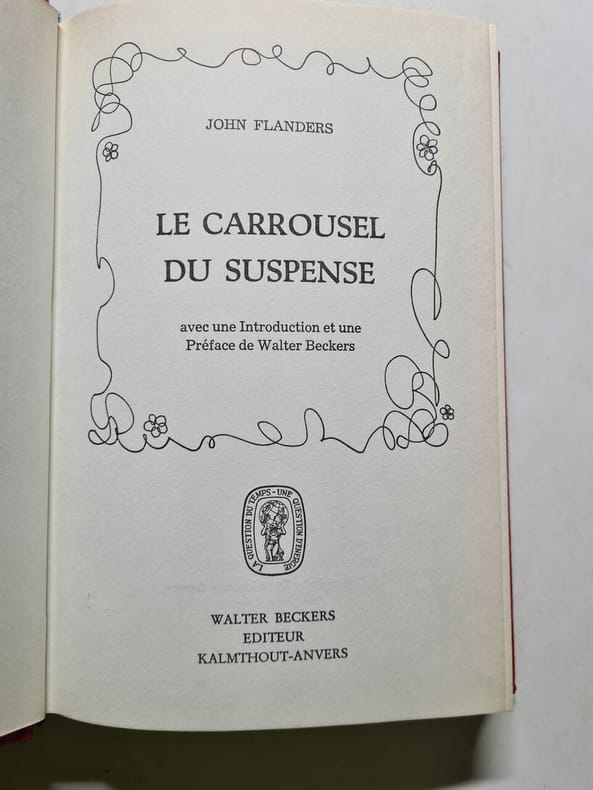 JOHN FLANDERS
LE CARROUSEL
DU SUSPENSE
avec une Introduction et une
Préface de Walter Beckers
LA QUESTION DU TEMPS - UNE QUESTION D'ENERGIE
WALTER BECKERS
EDITEUR
KALMTHOUT-ANVERS